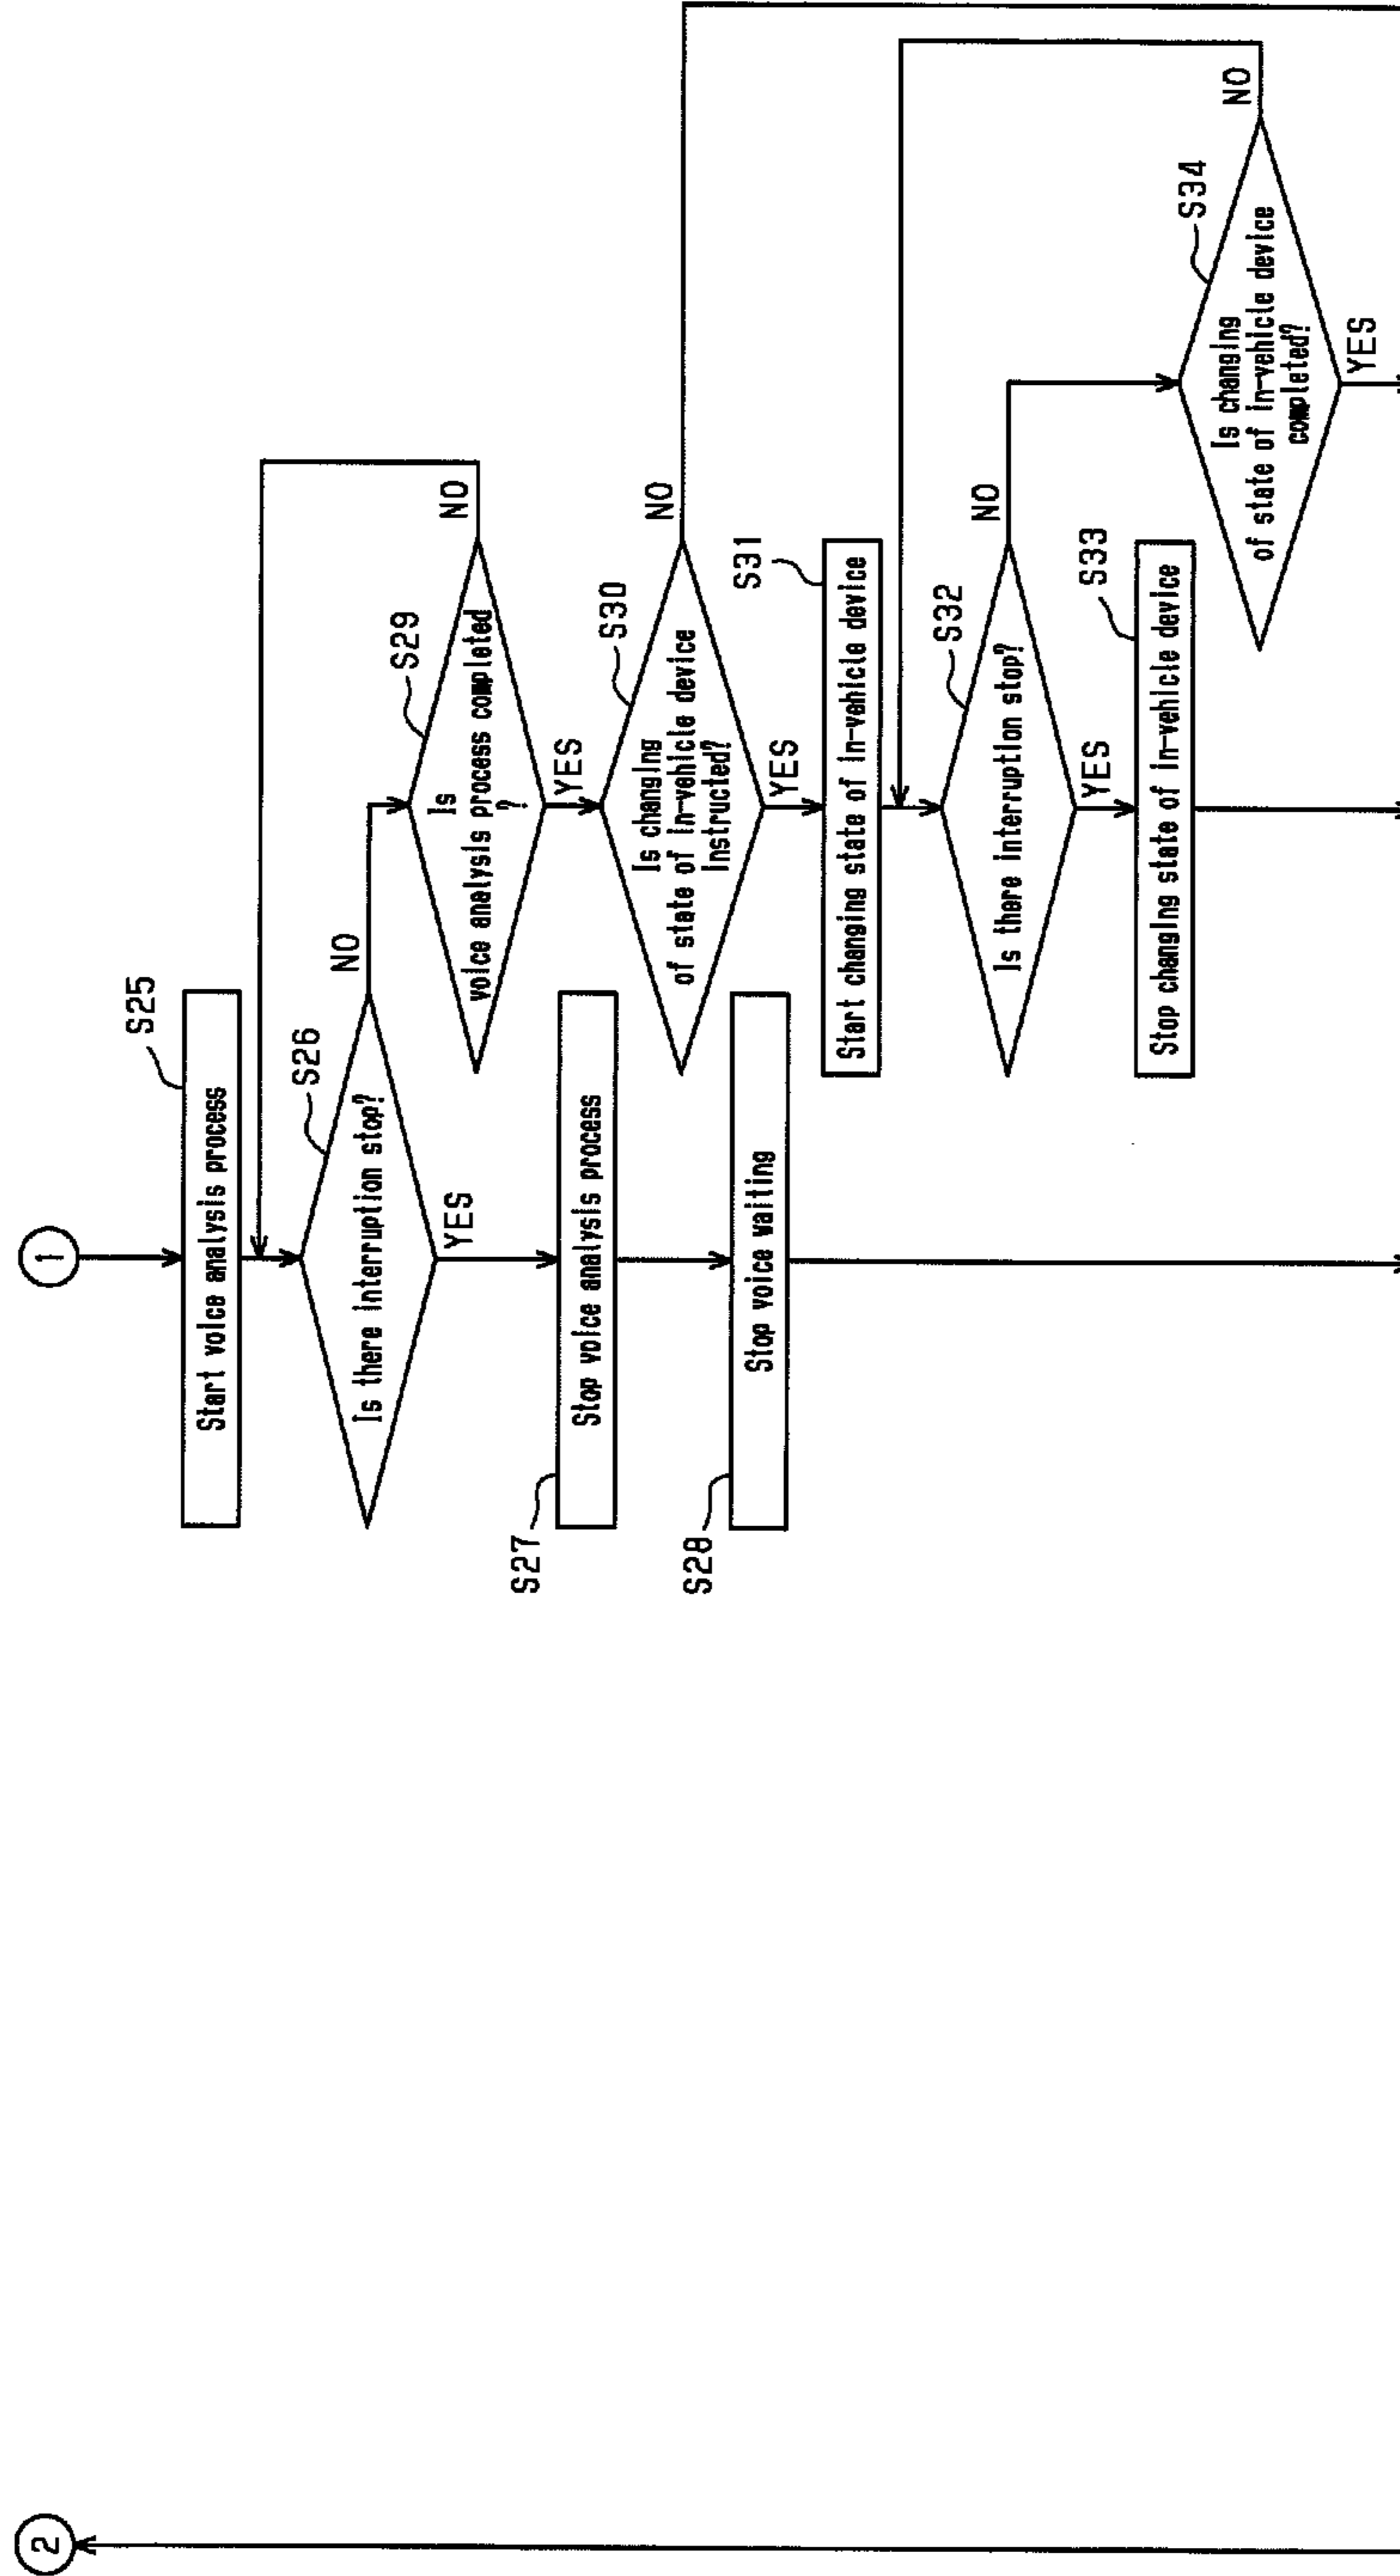 1
S25
Start voice analysis process
S26
Is there interruption stop?
NO
YES
S27
Stop voice analysis process
S28
Stop voice waiting
S29
Is
voice analysis process completed
?
NO
YES
S30
Is changing
of state of in-vehicle device
instructed?
NO
YES
S31
Start changing state of in-vehicle device
S32
Is there interruption stop?
NO
YES
S33
Stop changing state of in-vehicle device
S34
Is changing
of state of in-vehicle device
completed?
NO
YES
2